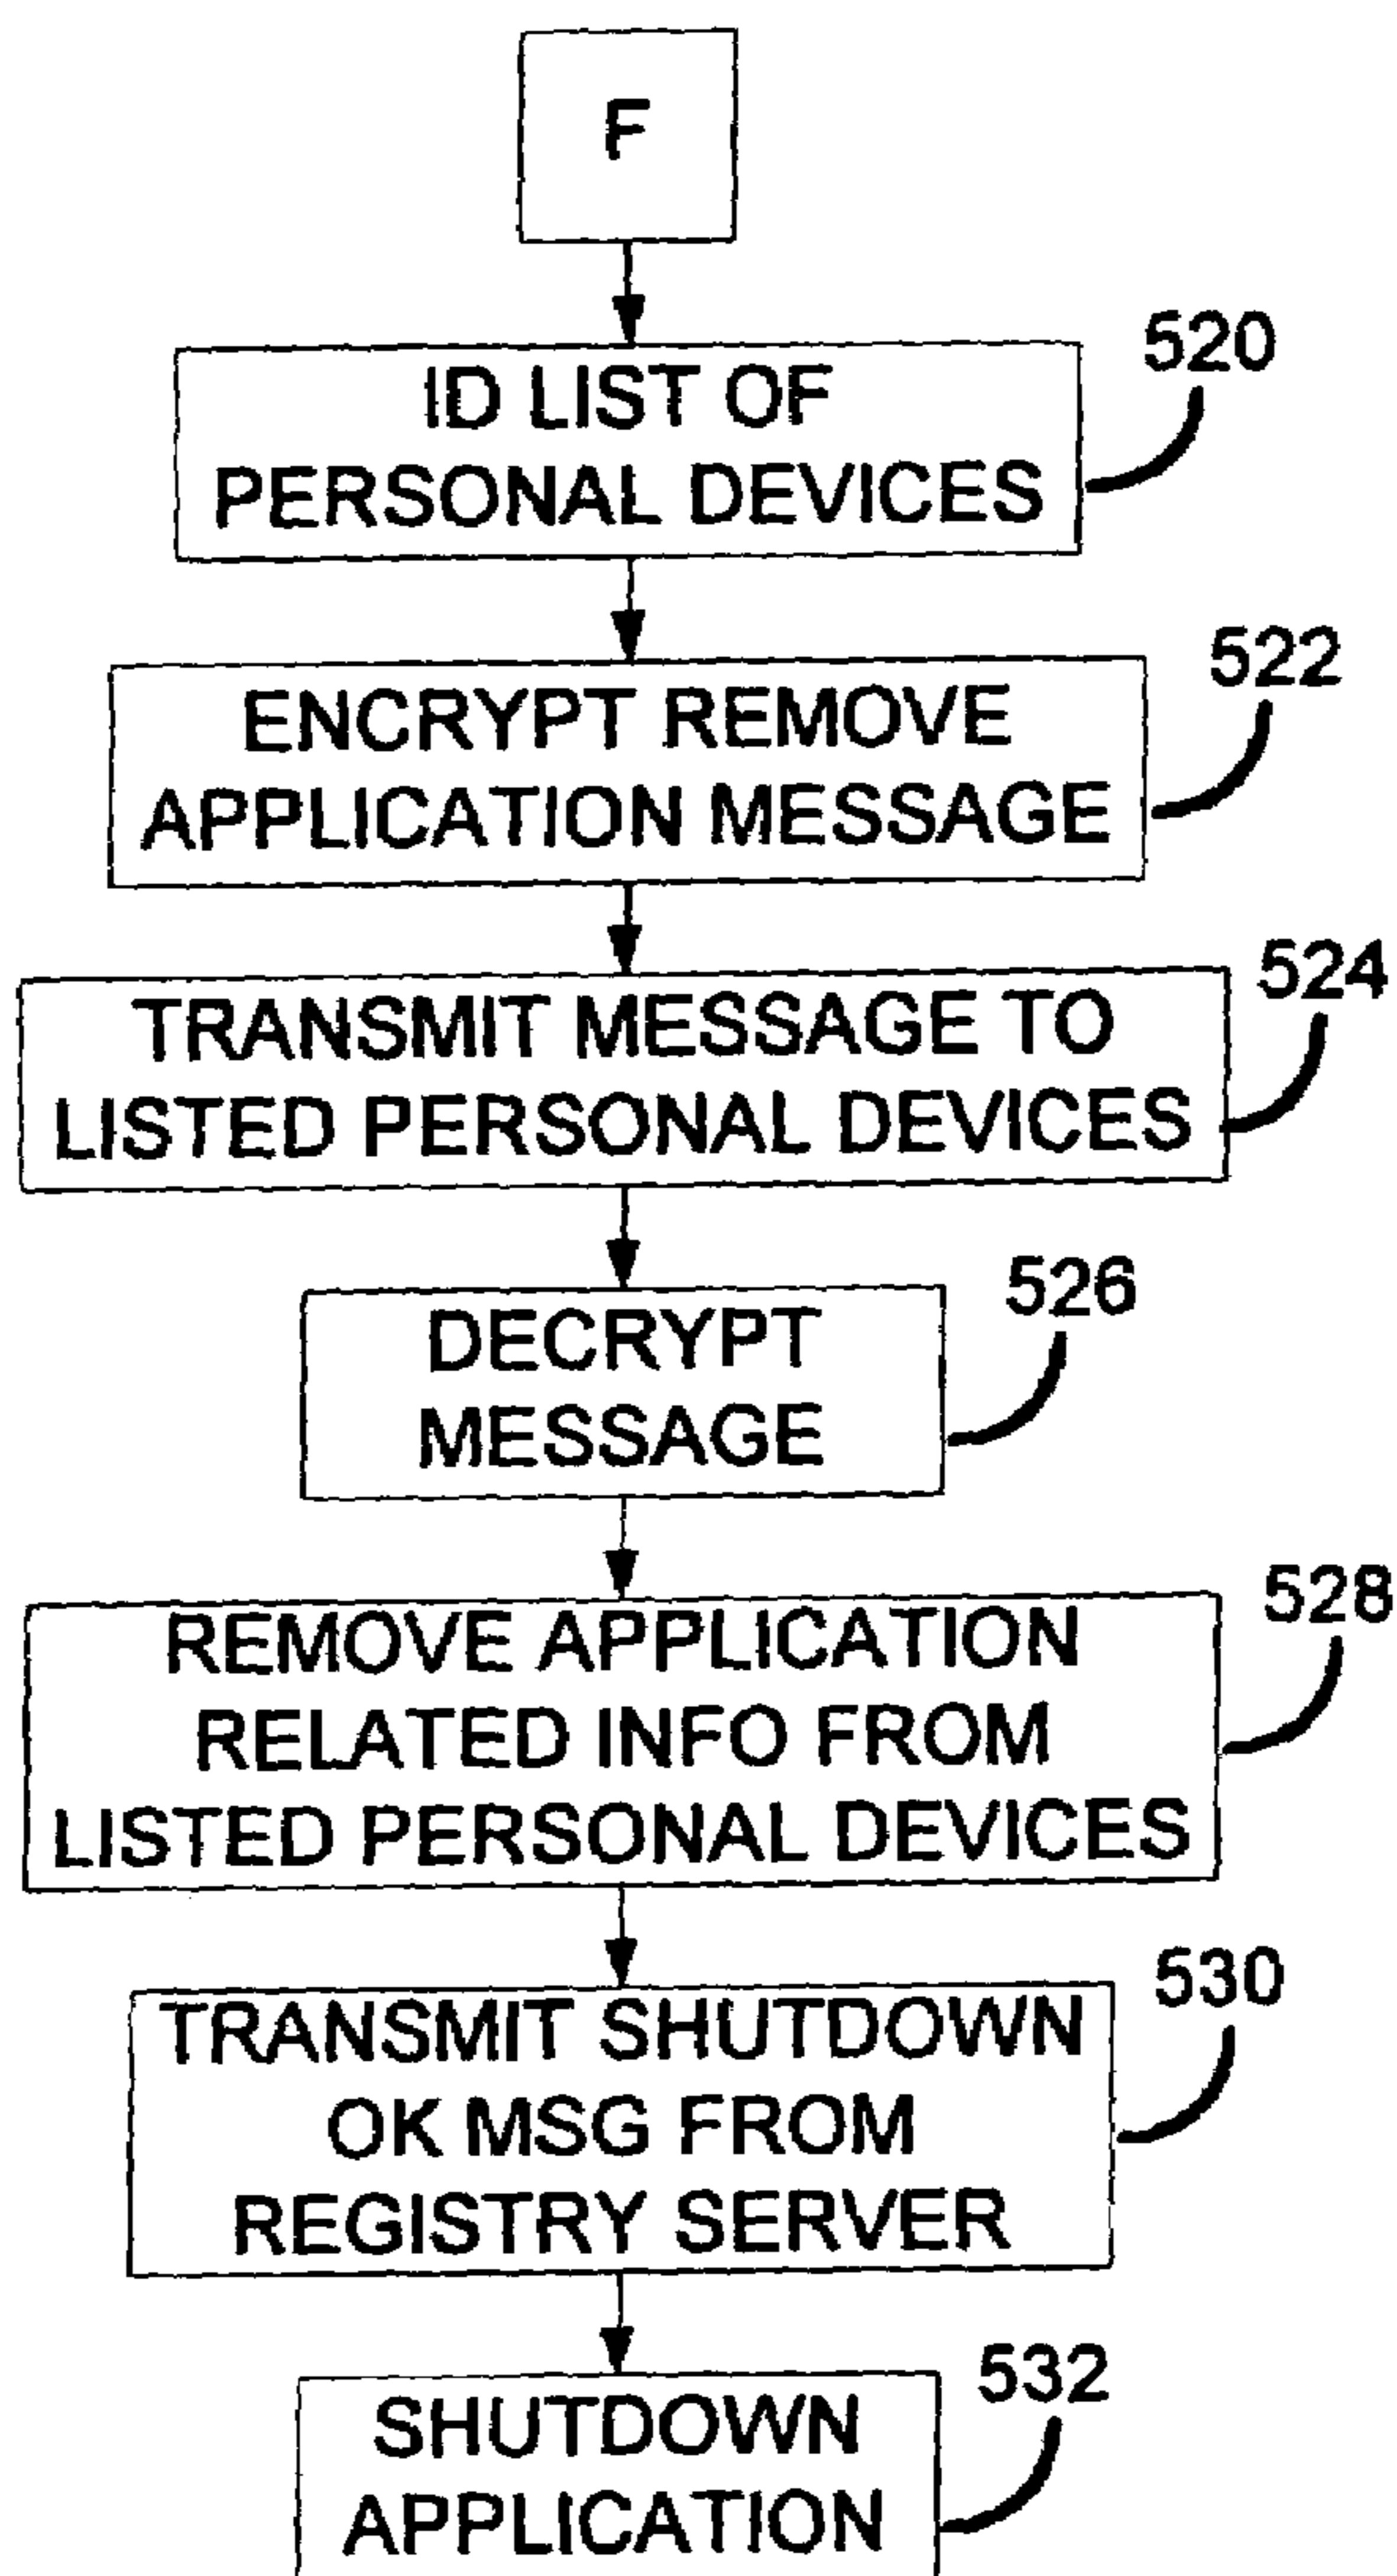 F
520
ID LIST OF
PERSONAL DEVICES
522
ENCRYPT REMOVE
APPLICATION MESSAGE
524
TRANSMIT MESSAGE TO
LISTED PERSONAL DEVICES
526
DECRYPT
MESSAGE
528
REMOVE APPLICATION
RELATED INFO FROM
LISTED PERSONAL DEVICES
530
TRANSMIT SHUTDOWN
OK MSG FROM
REGISTRY SERVER
532
SHUTDOWN
APPLICATION